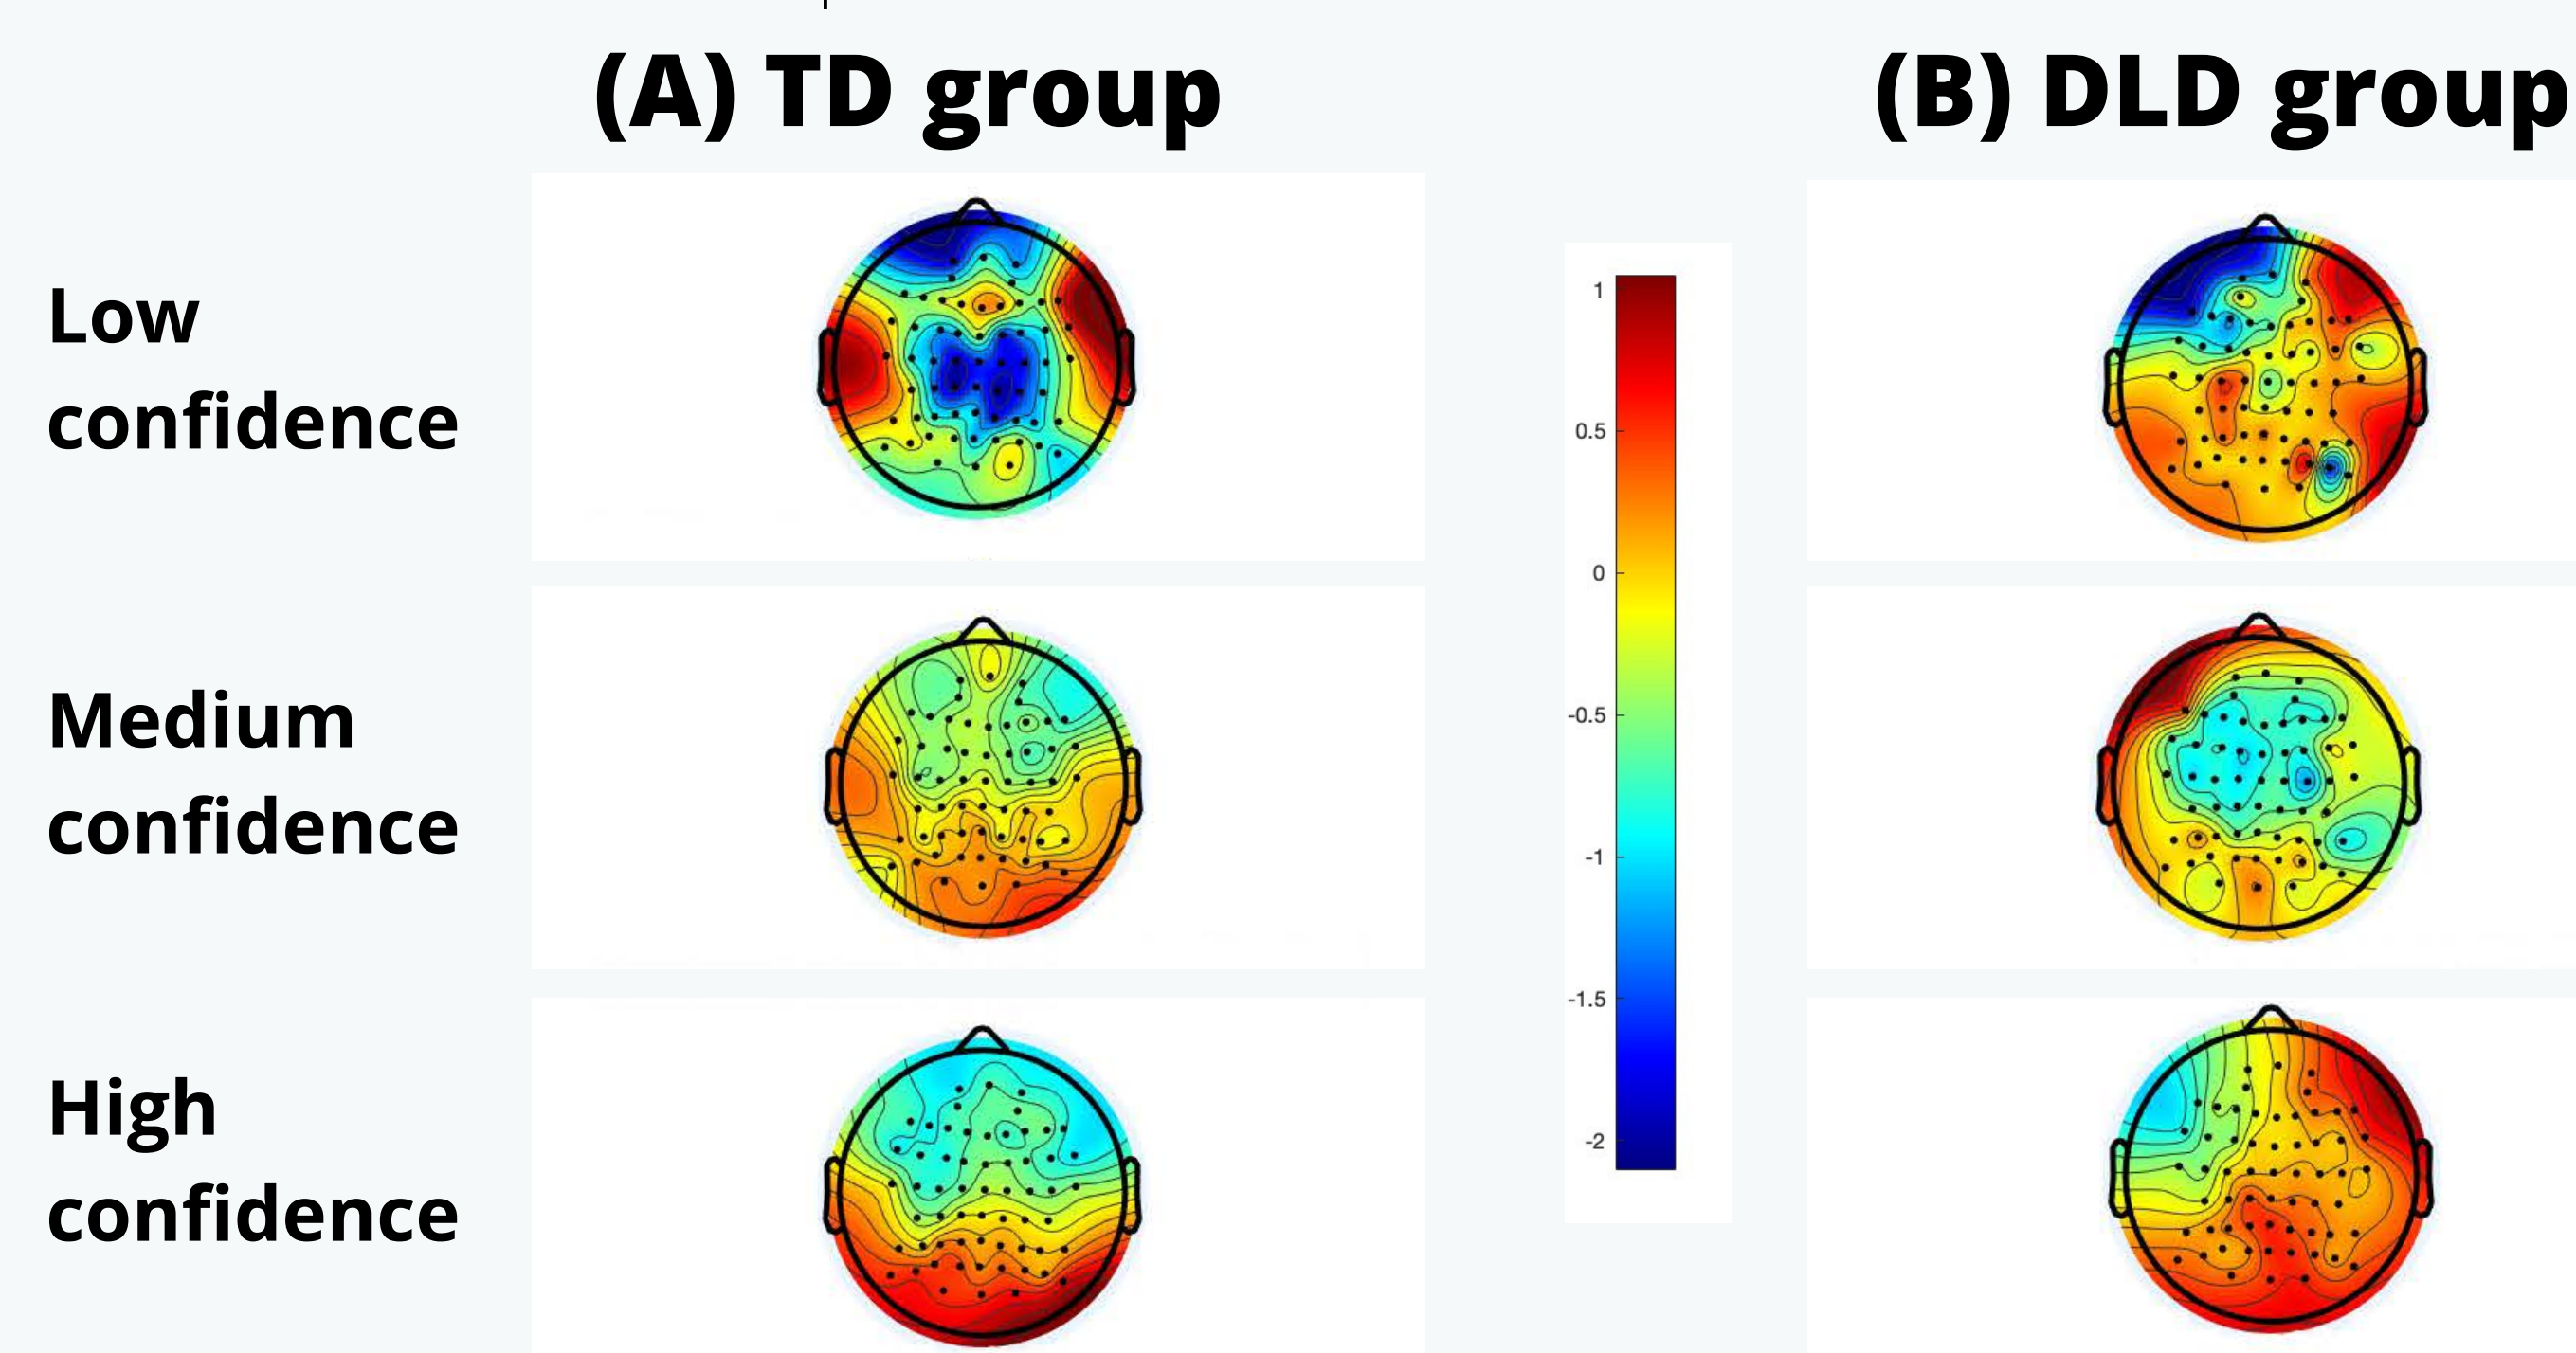 (A) TD group
(B) DLD group
Low
confidence
1
0.5
0
-0.5
-1
-1.5
-2
Medium
confidence
High
confidence